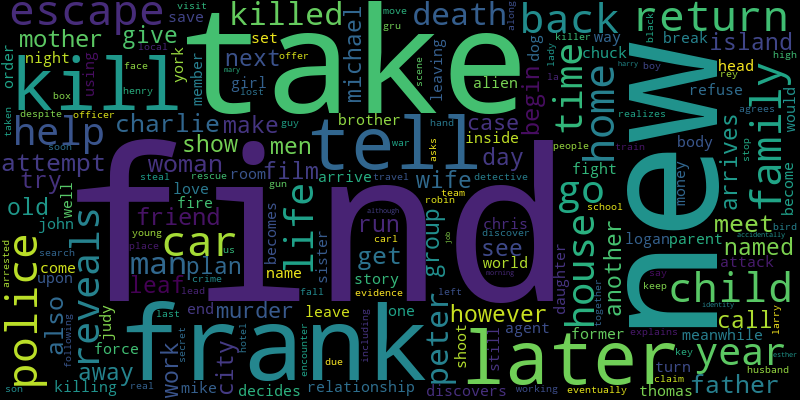 escape
mother
save
visit
move
gru
along
killed
death
black
back
return
give
night
local
set
offer
michael
leaving
dog
way
killer
lady
island
chuck
break
order
kill
take
face
using
york
member
next
girl
mary
lost
scene
alien
time
home
new
family
high
head
rey
boy
harry
refuse
would
taken
box
henry
despite
officer
soon
help
charlie
make
guy
brother
war
hand
asks
tell
case
inside
begin
la
people
realizes
agrees
stop
train
bird
body
attempt
woman
show
men
film
room
steal
rescue
arrive
travel
detective
wife
day
fight
money
arrives
become
try
love
gun
team
robin
go
school
accidentally
old
well
friend
fire
becomes
life
although
run
chris
discover
see
house
meet
named
john
young
place
us
sister
find
carl
get
job
world
another
logan
parent
search
car
name
story
group
daughter
together
say
attack
police
arrested
come
upon
also
following
reveals
man
plan
crime
leaf
lead
fall
evidence
left
morning
keep
child
identity
last
end
murder
leave
one
however
agent
former
call
larry
explains
meanwhile
judy
force
away
work
secret
city
hotel
frank
encounter
due
including
peter
shoot
still
later
key
turn
year
esther
husband
son
killing
real
mike
decides
relationship
discovers
working
eventually
thomas
claim
father